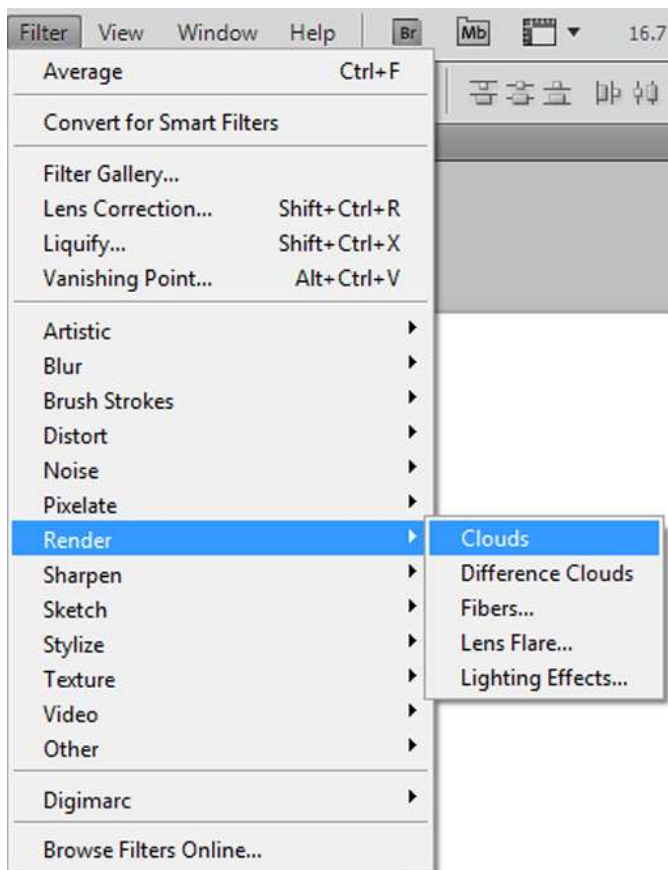 Filter View Window Help Br Mb 16.7
Average Ctrl+F
Convert for Smart Filters
Filter Gallery...
Lens Correction... Shift+Ctrl+R
Liquify... Shift+Ctrl+X
Vanishing Point... Alt+Ctrl+V
Artistic
Blur
Brush Strokes
Distort
Noise
Pixelate
Render
Clouds
Difference Clouds
Fibers...
Lens Flare...
Lighting Effects...
Sharpen
Sketch
Stylize
Texture
Video
Other
Digimarc
Browse Filters Online...